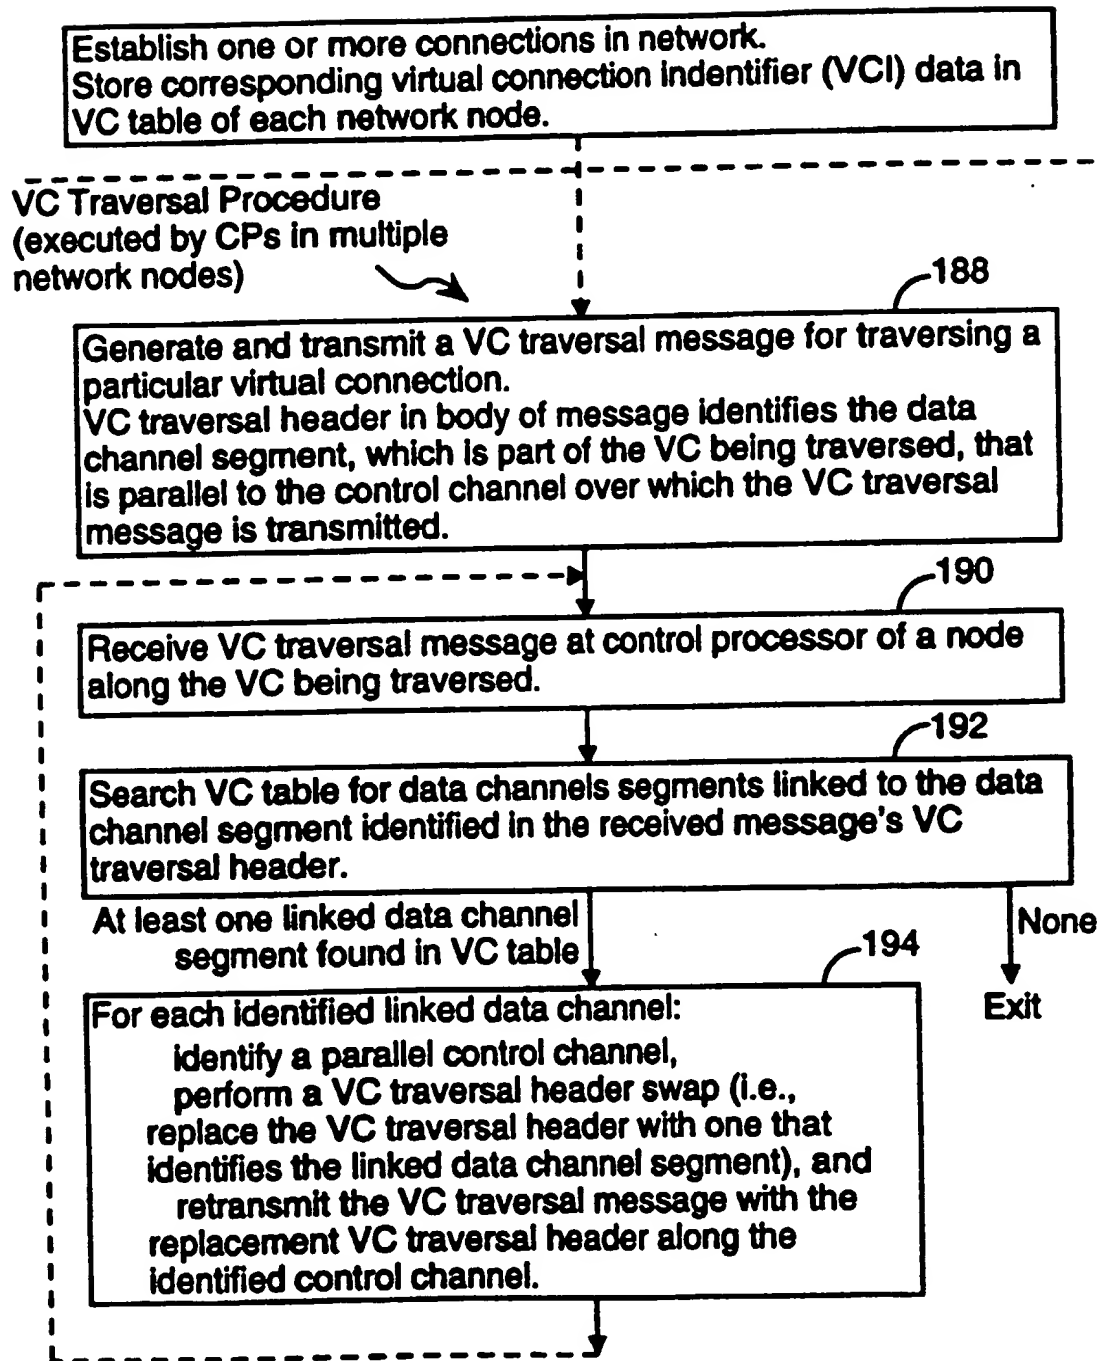 Establish one or more connections in network.
Store corresponding virtual connection indentifier (VCI) data in
VC table of each network node.
VC Traversal Procedure
(executed by CPs in multiple
network nodes)
188
Generate and transmit a VC traversal message for traversing a
particular virtual connection.
VC traversal header in body of message identifies the data
channel segment, which is part of the VC being traversed, that
is parallel to the control channel over which the VC traversal
message is transmitted.
190
Receive VC traversal message at control processor of a node
along the VC being traversed.
192
Search VC table for data channels segments linked to the data
channel segment identified in the received message's VC
traversal header.
At least one linked data channel
segment found in VC table
None
Exit
194
For each identified linked data channel:
identify a parallel control channel,
perform a VC traversal header swap (i.e.,
replace the VC traversal header with one that
identifies the linked data channel segment), and
retransmit the VC traversal message with the
replacement VC traversal header along the
identified control channel.